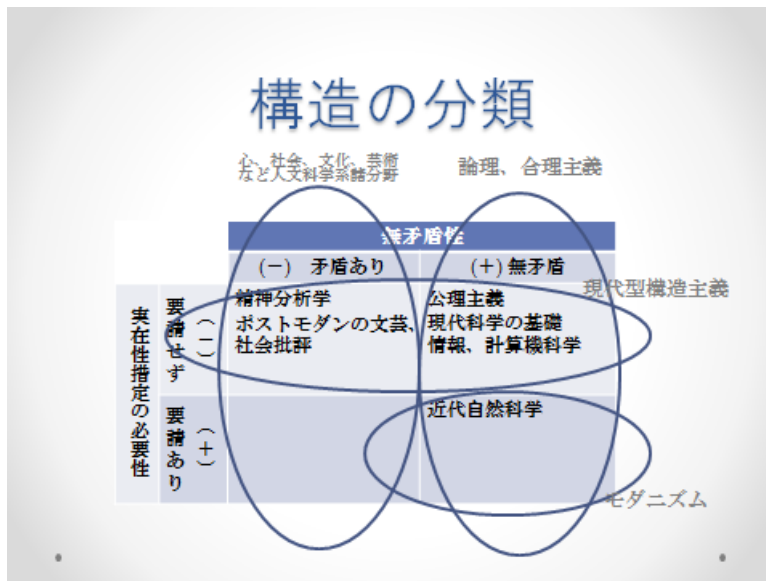 構造の分類
心、社会、文化、芸術
など人文科学系諸分野
論理、合理主義
無矛盾性
(－) 矛盾あり
(＋) 無矛盾
現代型構造主義
実在性措定の必要性
要請せず
(－)
精神分析学
ポストモダンの文芸、
社会批評
公理主義
現代科学の基礎
情報、計算機科学
要請あり
(＋)
近代自然科学
モダニズム